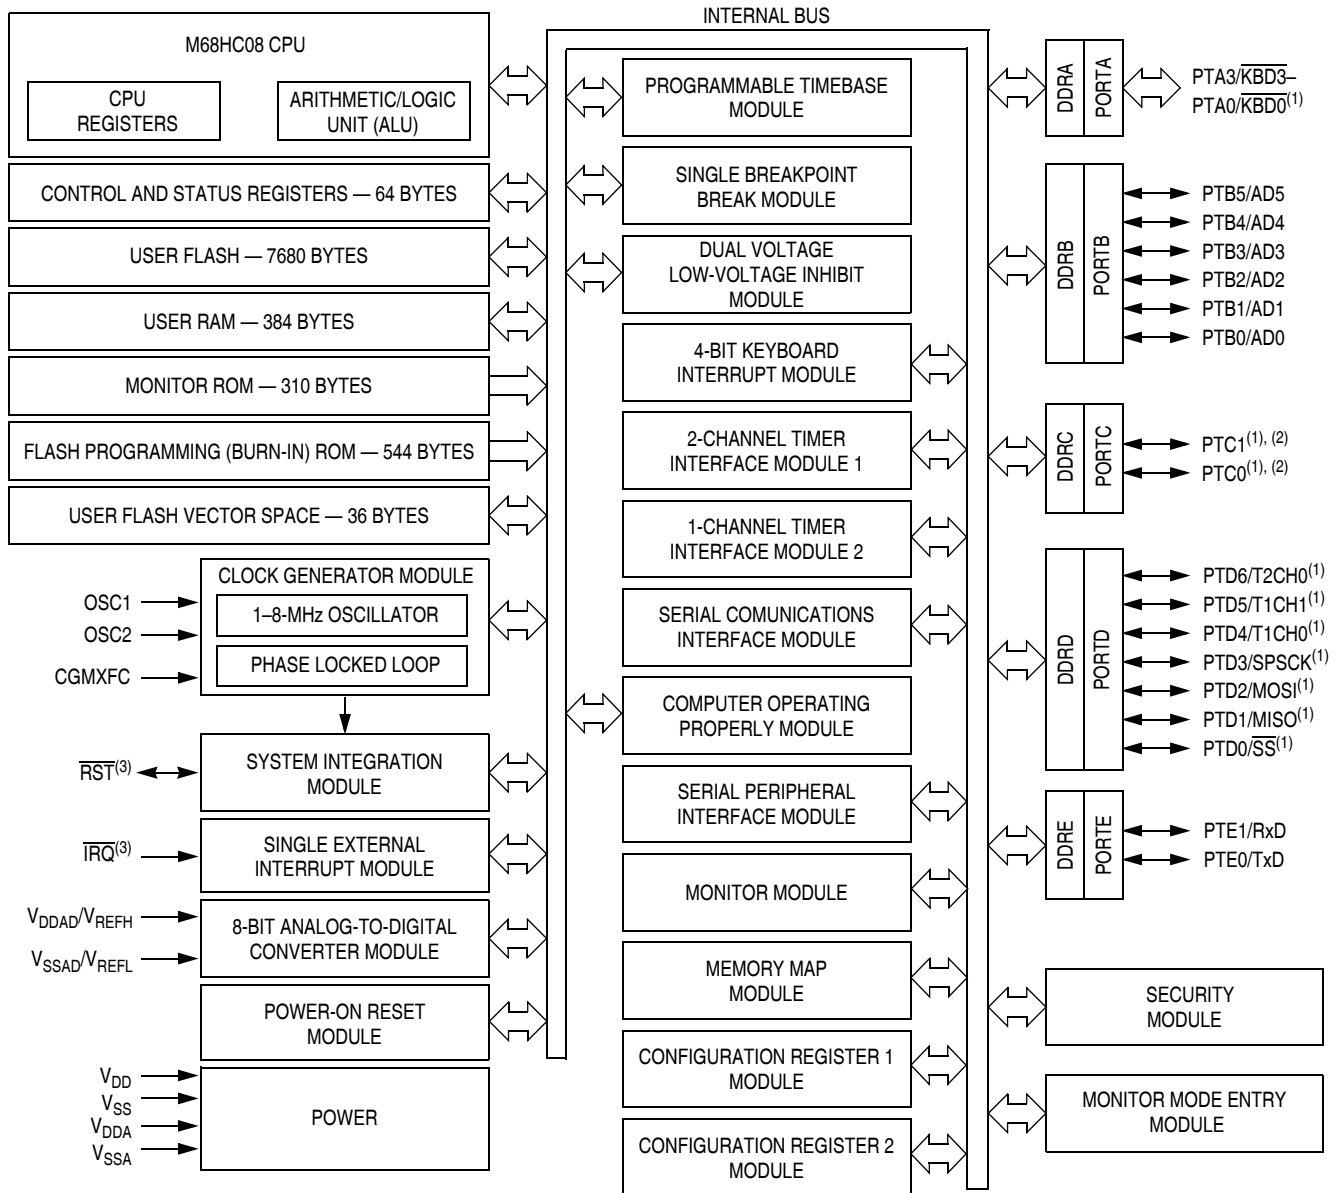 INTERNAL BUS
M68HC08 CPU
CPU
REGISTERS
ARITHMETIC/LOGIC
UNIT (ALU)
CONTROL AND STATUS REGISTERS — 64 BYTES
USER FLASH — 7680 BYTES
USER RAM — 384 BYTES
MONITOR ROM — 310 BYTES
FLASH PROGRAMMING (BURN-IN) ROM — 544 BYTES
USER FLASH VECTOR SPACE — 36 BYTES
CLOCK GENERATOR MODULE
1–8-MHz OSCILLATOR
PHASE LOCKED LOOP
OSC1
OSC2
CGMXFC
SYSTEM INTEGRATION
MODULE
RST(3)
SINGLE EXTERNAL
INTERRUPT MODULE
IRQ(3)
8-BIT ANALOG-TO-DIGITAL
CONVERTER MODULE
VDDAD/VREFH
VSSAD/VREFL
POWER-ON RESET
MODULE
POWER
VDD
VSS
VDDA
VSSA
PROGRAMMABLE TIMEBASE
MODULE
SINGLE BREAKPOINT
BREAK MODULE
DUAL VOLTAGE
LOW-VOLTAGE INHIBIT
MODULE
4-BIT KEYBOARD
INTERRUPT MODULE
2-CHANNEL TIMER
INTERFACE MODULE 1
1-CHANNEL TIMER
INTERFACE MODULE 2
SERIAL COMUNICATIONS
INTERFACE MODULE
COMPUTER OPERATING
PROPERLY MODULE
SERIAL PERIPHERAL
INTERFACE MODULE
MONITOR MODULE
MEMORY MAP
MODULE
CONFIGURATION REGISTER 1
MODULE
CONFIGURATION REGISTER 2
MODULE
DDRA
PORTA
PTA3/KBD3–
PTA0/KBD0(1)
DDRB
PORTB
PTB5/AD5
PTB4/AD4
PTB3/AD3
PTB2/AD2
PTB1/AD1
PTB0/AD0
DDRC
PORTC
PTC1(1), (2)
PTC0(1), (2)
DDRD
PORTD
PTD6/T2CH0(1)
PTD5/T1CH1(1)
PTD4/T1CH0(1)
PTD3/SPSCK(1)
PTD2/MOSI(1)
PTD1/MISO(1)
PTD0/SS(1)
DDRE
PORTE
PTE1/RxD
PTE0/TxD
SECURITY
MODULE
MONITOR MODE ENTRY
MODULE